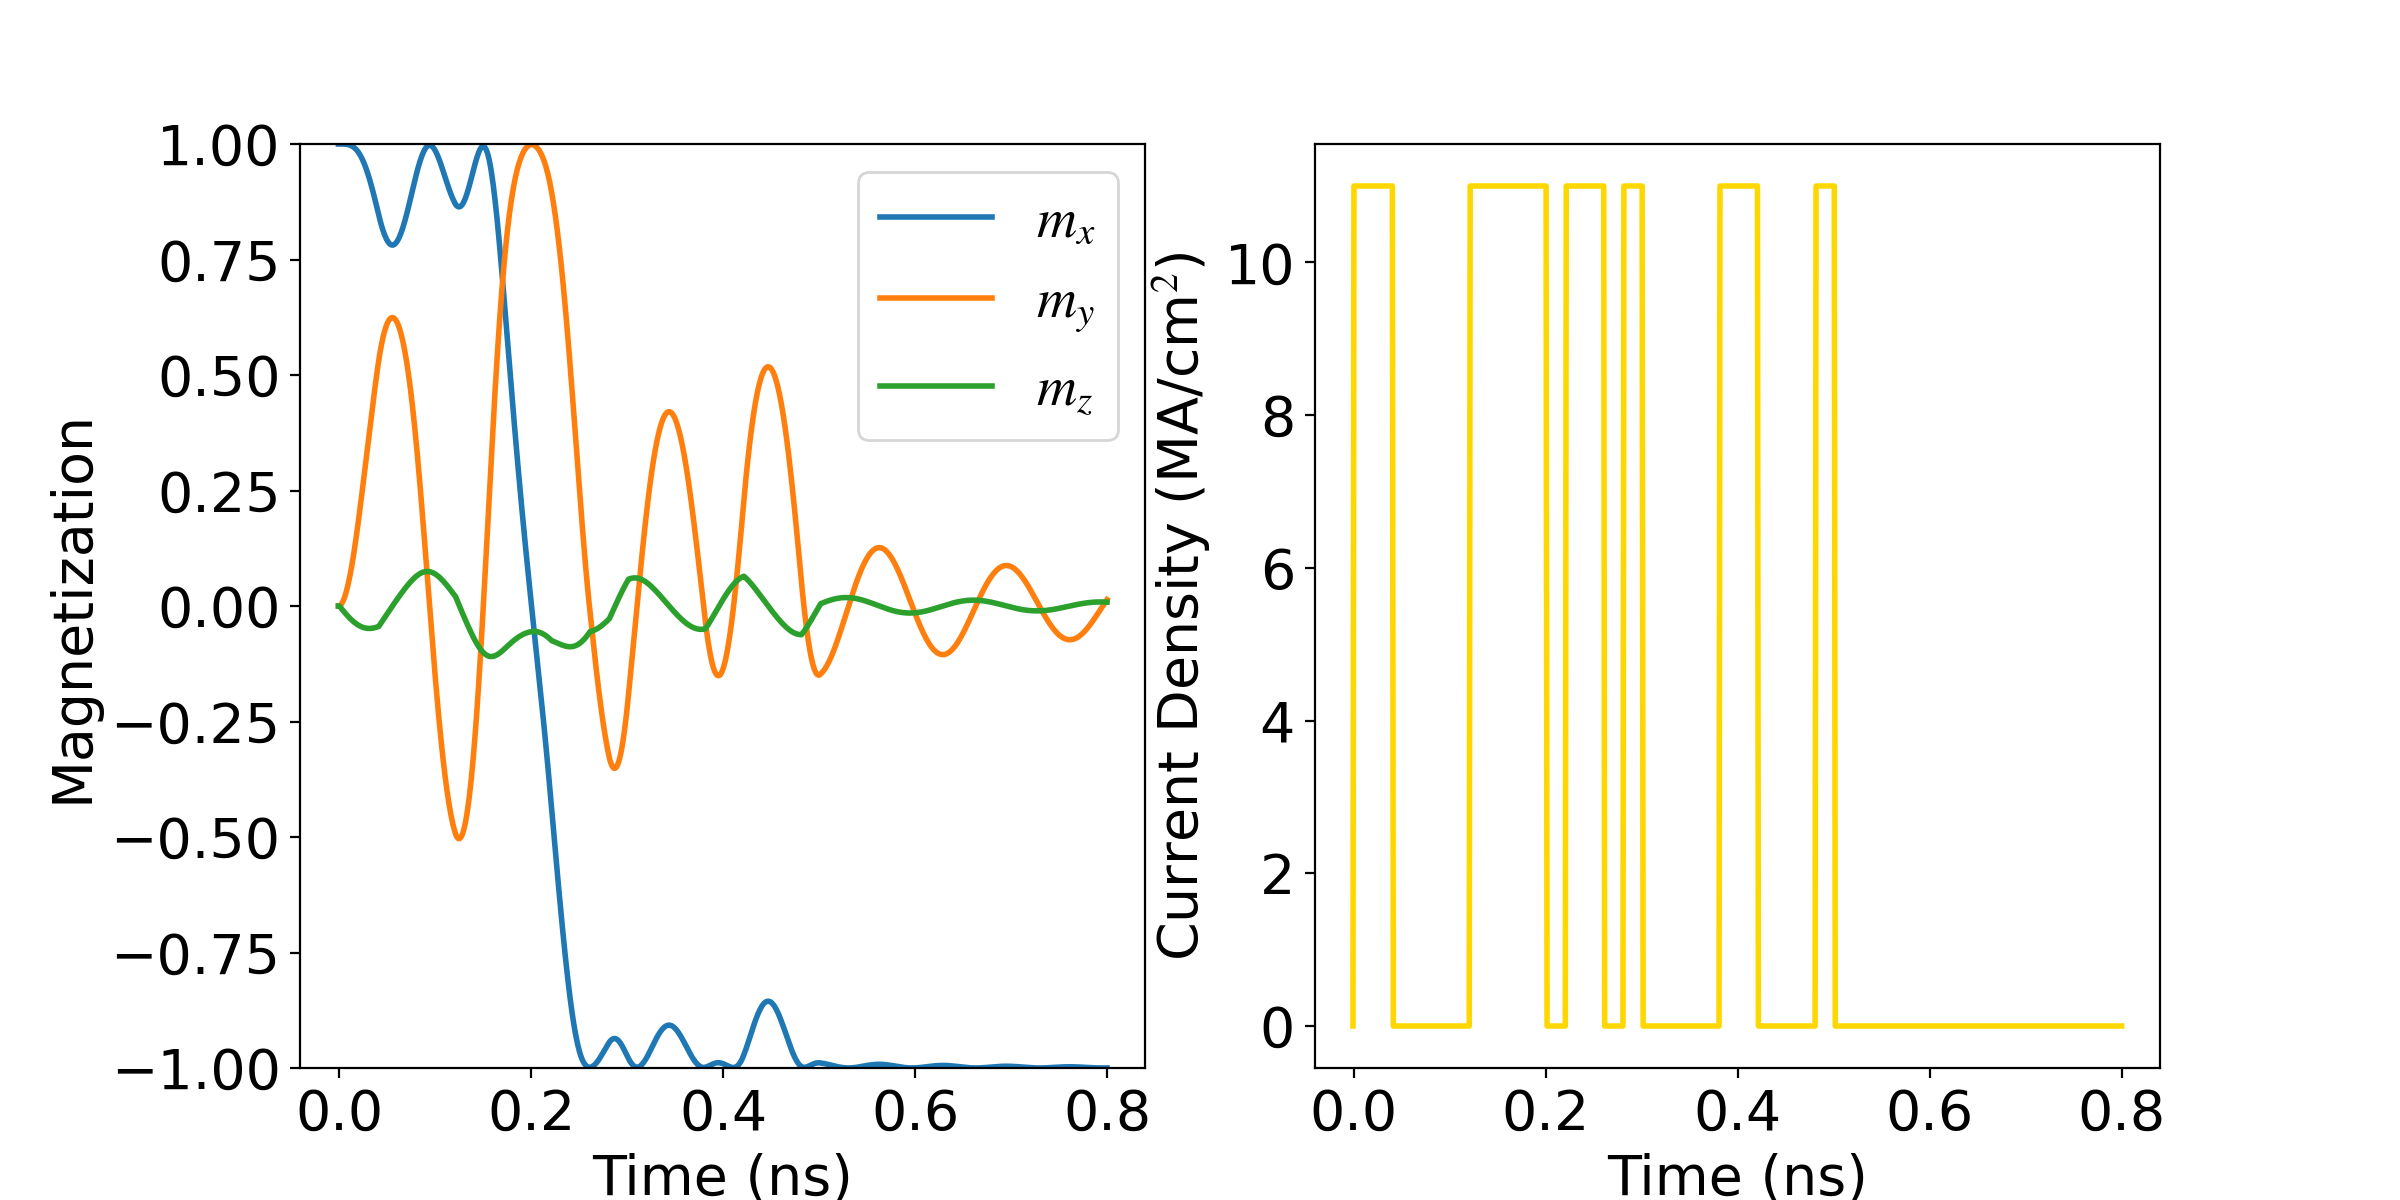 Magnetization
1.00
0.75
0.50
0.25
0.00
−0.25
−0.50
−0.75
−1.00
0.0 0.2 0.4 0.6 0.8
Time (ns)
m_x
m_y
m_z
Current Density (MA/cm²)
10
8
6
4
2
0
0.0 0.2 0.4 0.6 0.8
Time (ns)